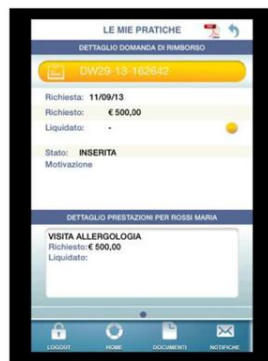 LE MIE PRATICHE
DETTAGLIO DOMANDA DI RIMBORSO
DW29-13-162642
Richiesta: 11/09/13
Richiesto: € 500,00
Liquidato: -
Stato: INSERITA
Motivazione
DETTAGLIO PRESTAZIONI PER ROSSI MARIA
VISITA ALLERGOLOGIA
Richiesto:€ 500,00
Liquidato:
LOGOUT HOME DOCUMENTI NOTIFICHE